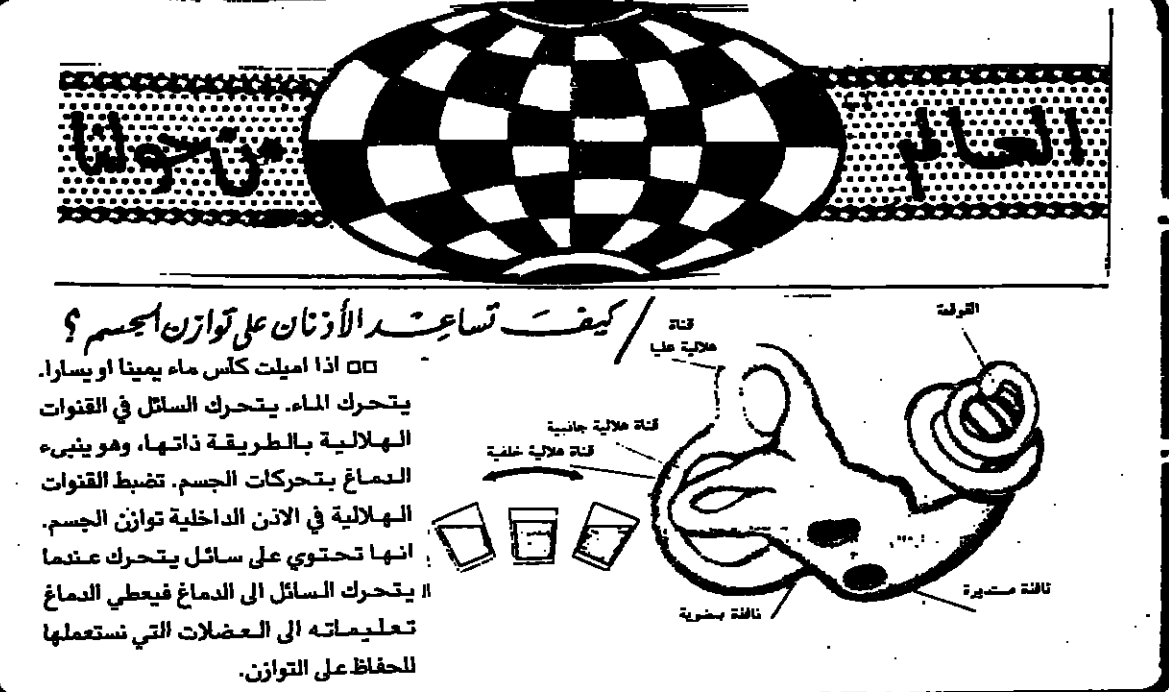 العالم من حولنا
كيف تساعد الأذنان على توازن الجسم؟
اذا اميلت كأس ماء يمينا او يسارا.
يتحرك الماء. يتحرك السائل في القنوات
الهلالية بالطريقة ذاتها، وهو ينبىء
الدماغ بتحركات الجسم. تضبط القنوات
الهلالية في الاذن الداخلية توازن الجسم.
انها تحتوي على سائل يتحرك عندما
يتحرك السائل الى الدماغ فيعطي الدماغ
تعليماته الى العضلات التي نستعملها
للحفاظ على التوازن.
القوقعة
قناة
هلالية عليا
قناة هلالية جانبية
قناة هلالية خلفية
نافذة مستديرة
نافذة بيضوية